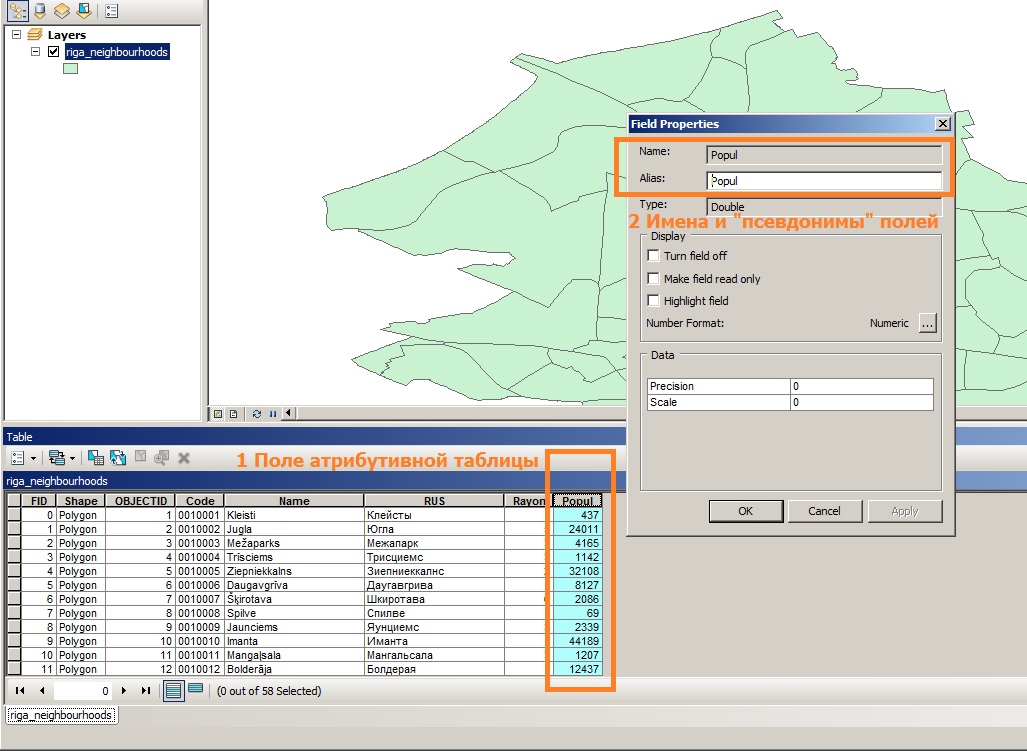 Layers
riga_neighbourhoods
Field Properties
Name: Popul
Alias: Popul
Type: Double
2 Имена и "псевдонимы" полей
Display
Turn field off
Make field read only
Highlight field
Number Format: Numeric ...
Data
Precision 0
Scale 0
OK Cancel Apply
Table
1 Поле атрибутивной таблицы
riga_neighbourhoods
FID Shape OBJECTID Code Name RUS Rayon Popul
0 Polygon 1 0010001 Kleisti Клейсты 437
1 Polygon 2 0010002 Jugla Югла 24011
2 Polygon 3 0010003 Mežaparks Межапарк 4165
3 Polygon 4 0010004 Trīsciems Трисциемс 1142
4 Polygon 5 0010005 Ziepniekkalns Зиепниеккалнс 32108
5 Polygon 6 0010006 Daugavgrīva Даугавгрива 8127
6 Polygon 7 0010007 Šķirotava Шкиротава 2086
7 Polygon 8 0010008 Spilve Спилве 69
8 Polygon 9 0010009 Jaunciems Яунциемс 2339
9 Polygon 10 0010010 Imanta Иманта 44189
10 Polygon 11 0010011 Mangaļsala Мангальсала 1207
11 Polygon 12 0010012 Bolderāja Болдерая 12437
0 (0 out of 58 Selected)
riga_neighbourhoods